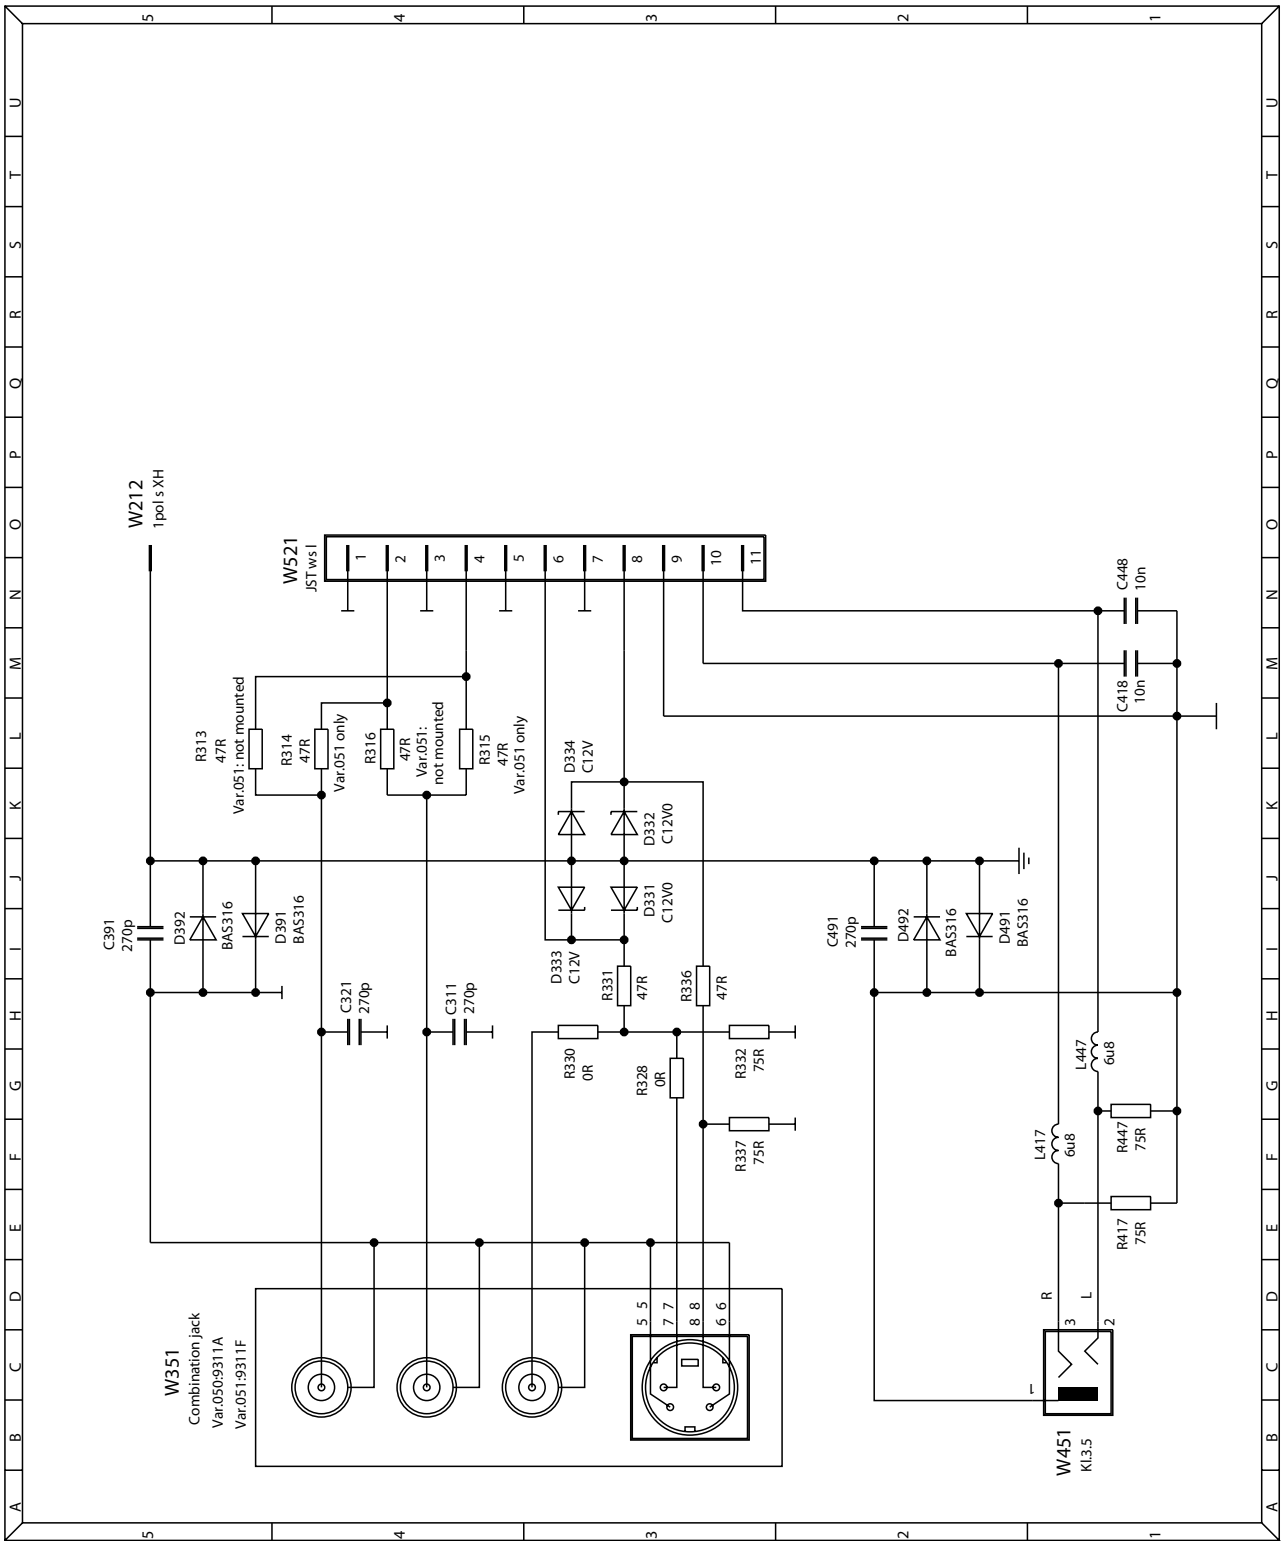 A B C D E F G H I J K L M N O P Q R S T U
5
4
3
2
1
W351
Combination jack
Var.050:9311A
Var.051:9311F
5 5
7 7
8 8
6 6
C391
270p
D392
BAS316
D391
BAS316
W212
1pol s XH
R313
47R
Var.051: not mounted
R314
47R
Var.051 only
R316
47R
Var.051:
not mounted
R315
47R
Var.051 only
W521
JST ws l
1
2
3
4
5
6
7
8
9
10
11
C321
270p
C311
270p
D334
C12V
D332
C12V0
D331
C12V0
D333
C12V
R331
47R
R336
47R
R330
0R
R328
0R
R332
75R
R337
75R
C491
270p
D492
BAS316
D491
BAS316
W451
Kl.3.5
1
3
2
R
L
L417
6u8
L447
6u8
R447
75R
R417
75R
C418
10n
C448
10n
A B C D E F G H I J K L M N O P Q R S T U
5
4
3
2
1